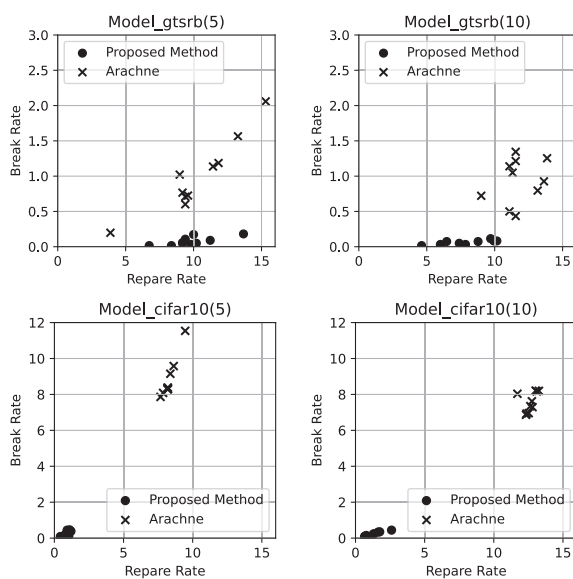 Model_gtsrb(5)
3.0
2.5
2.0
1.5
1.0
0.5
0.0
Break Rate
Proposed Method
Arachne
0 5 10 15
Repare Rate
Model_gtsrb(10)
3.0
2.5
2.0
1.5
1.0
0.5
0.0
Break Rate
Proposed Method
Arachne
0 5 10 15
Repare Rate
Model_cifar10(5)
12
10
8
6
4
2
0
Break Rate
Proposed Method
Arachne
0 5 10 15
Repare Rate
Model_cifar10(10)
12
10
8
6
4
2
0
Break Rate
Proposed Method
Arachne
0 5 10 15
Repare Rate